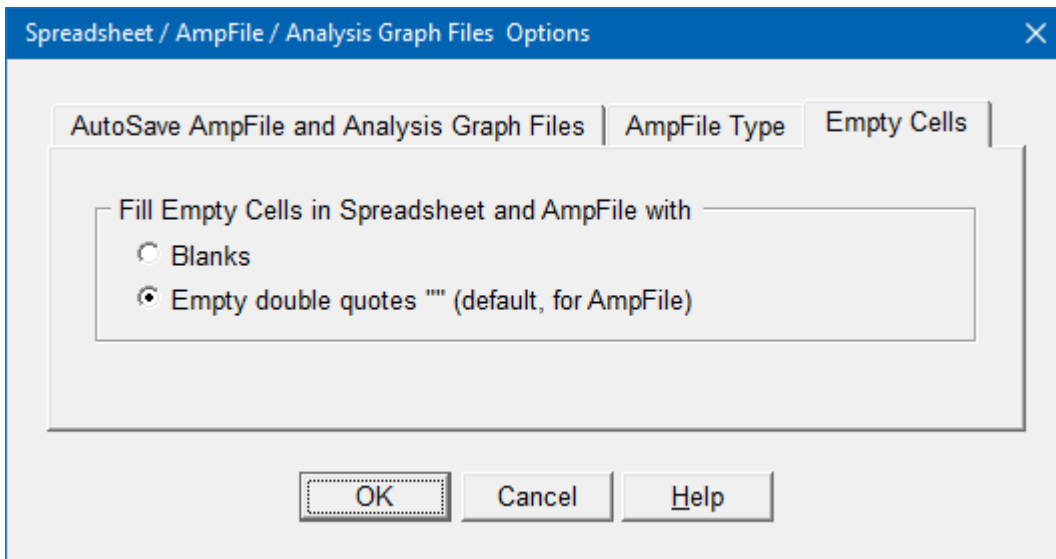 Spreadsheet / AmpFile / Analysis Graph Files  Options
AutoSave AmpFile and Analysis Graph Files
AmpFile Type
Empty Cells
Fill Empty Cells in Spreadsheet and AmpFile with
Blanks
Empty double quotes "" (default, for AmpFile)
OK
Cancel
Help